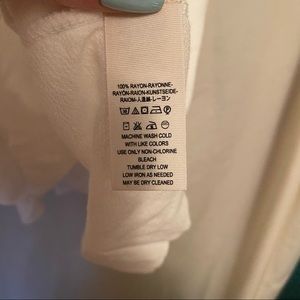 100% RAYON-RAYONNE-
RAYÓN-RAION-KUNSTSEIDE-
RAIOM-人造絲-レーヨン
MACHINE WASH COLD
WITH LIKE COLORS
USE ONLY NON-CHLORINE
BLEACH
TUMBLE DRY LOW
LOW IRON AS NEEDED
MAY BE DRY CLEANED